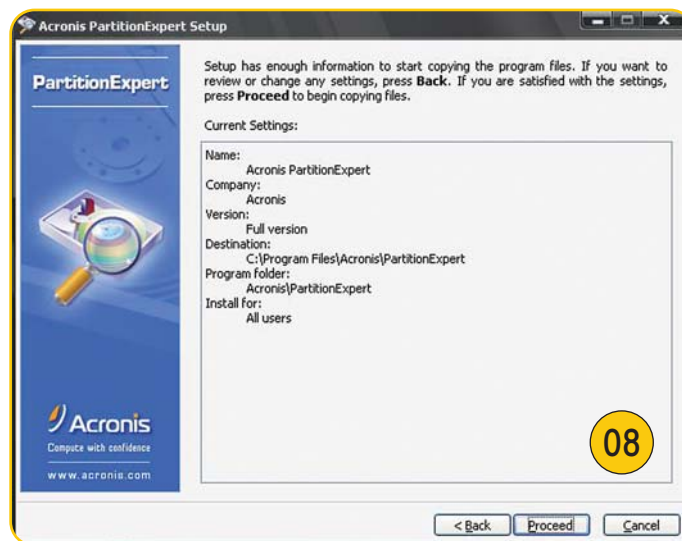 Acronis PartitionExpert Setup
PartitionExpert
Setup has enough information to start copying the program files. If you want to
review or change any settings, press Back. If you are satisfied with the settings,
press Proceed to begin copying files.
Current Settings:
Name:
Acronis PartitionExpert
Company:
Acronis
Version:
Full version
Destination:
C:\Program Files\Acronis\PartitionExpert
Program folder:
Acronis\PartitionExpert
Install for:
All users
Acronis
Compute with confidence
www.acronis.com
08
< Back
Proceed
Cancel